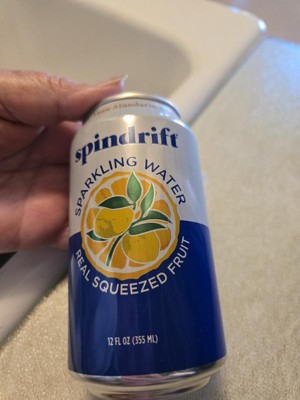 spindrift
SPARKLING WATER
REAL SQUEEZED FRUIT
12 FL OZ (355 ML)